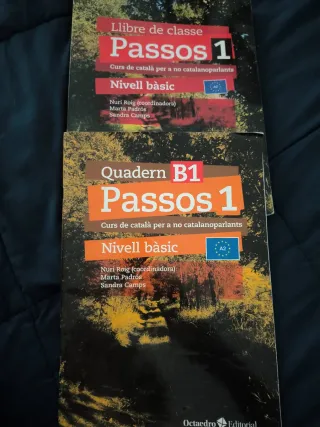 Llibre de classe
Passos 1
Curs de català per a no catalanoparlants
Nivell bàsic
Nuri Roig (coordinadora)
Marta Padrós
Sandra Camps
Quadern B1
Passos 1
Curs de català per a no catalanoparlants
Nivell bàsic
A2
Nuri Roig (coordinadora)
Marta Padrós
Sandra Camps
Octaedro Editorial